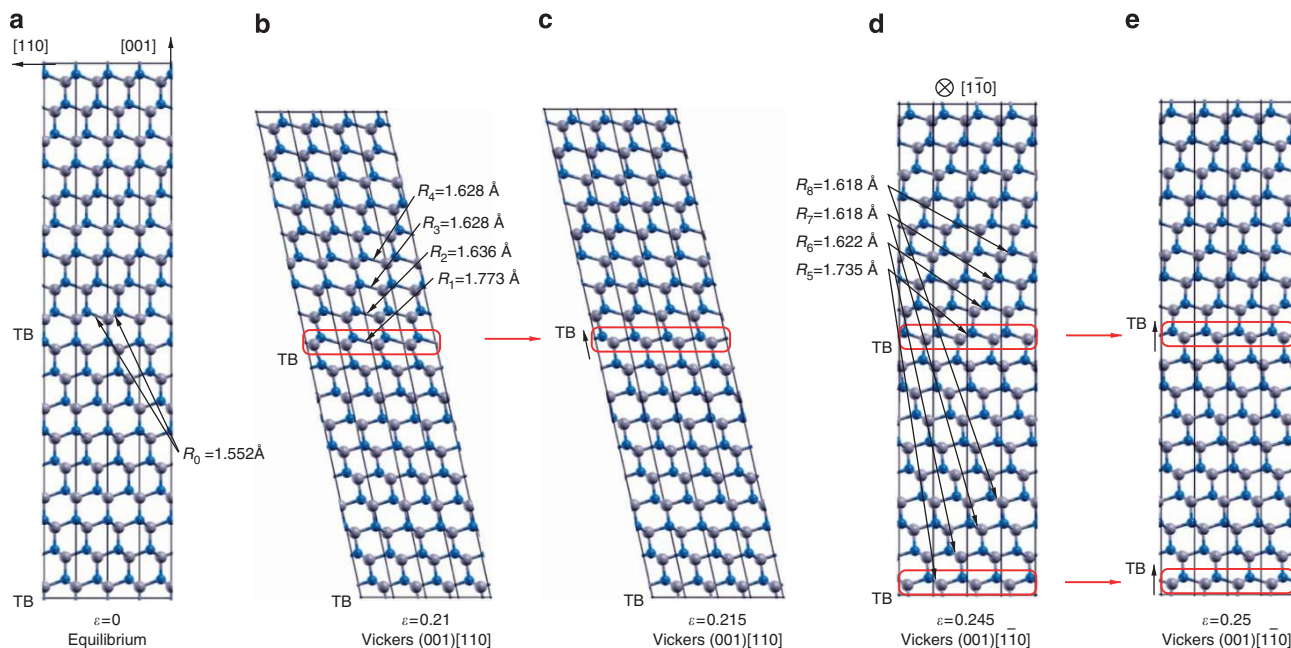 a
[110]
[001]
TB
R0 =1.552Å
TB
ε=0
Equilibrium
b
R4=1.628 Å
R3=1.628 Å
R2=1.636 Å
R1=1.773 Å
TB
TB
ε=0.21
Vickers (001)[110]
c
TB
TB
ε=0.215
Vickers (001)[110]
d
⊗ [11̅0]
R8=1.618 Å
R7=1.618 Å
R6=1.622 Å
R5=1.735 Å
TB
TB
ε=0.245
Vickers (001)[11̅0]
e
TB
TB
ε=0.25
Vickers (001)[11̅0]